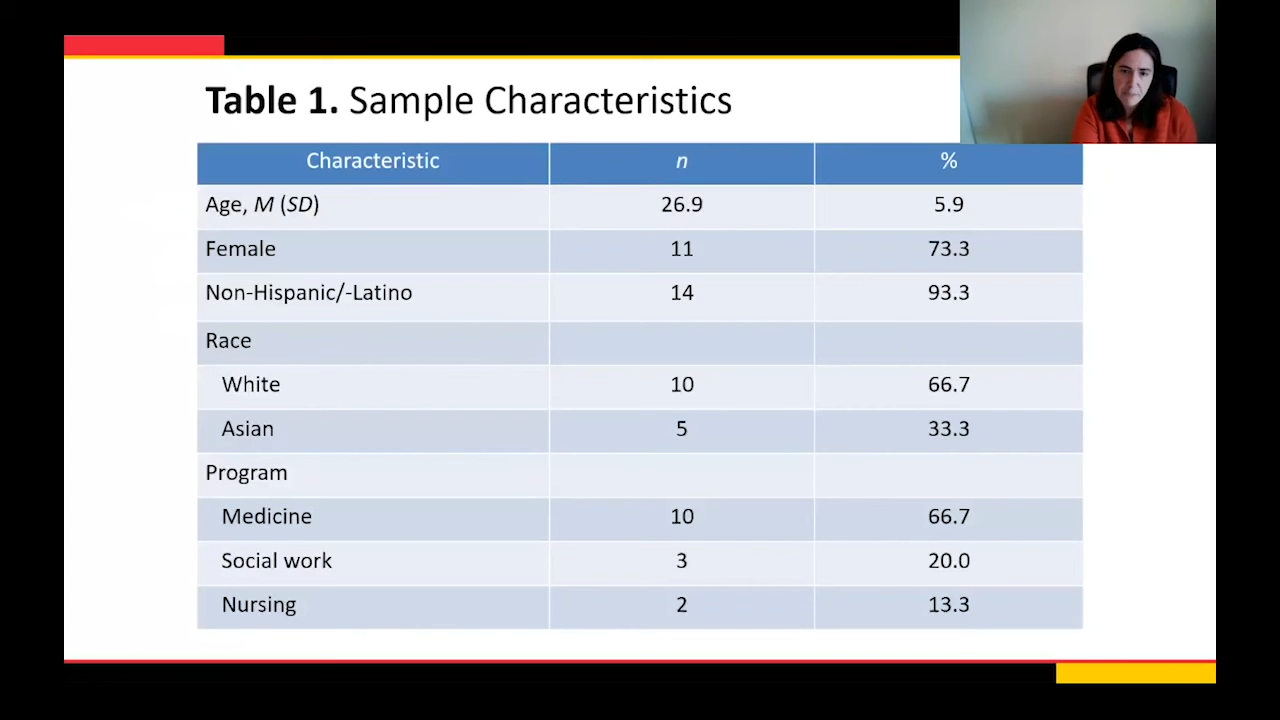 Table 1. Sample Characteristics
Characteristic n %
Age, M (SD) 26.9 5.9
Female 11 73.3
Non-Hispanic/-Latino 14 93.3
Race
White 10 66.7
Asian 5 33.3
Program
Medicine 10 66.7
Social work 3 20.0
Nursing 2 13.3